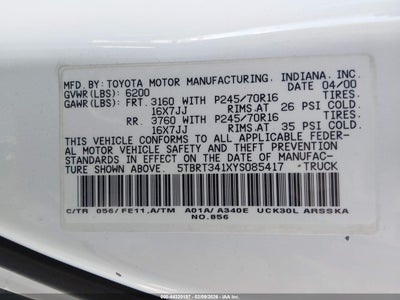 MFD. BY: TOYOTA MOTOR MANUFACTURING, INDIANA, INC.
GVWR(LBS): 6200 04/00
GAWR(LBS): FRT. 3160 WITH P245/70R16 TIRES.
16X7JJ RIMS.AT 26 PSI COLD.
RR. 3760 WITH P245/70R16 TIRES.
16X7JJ RIMS.AT 35 PSI COLD.
THIS VEHICLE CONFORMS TO ALL APPLICABLE FEDER-
AL MOTOR VEHICLE SAFETY AND THEFT PREVENTION
STANDARDS IN EFFECT ON THE DATE OF MANUFACTURE
SHOWN ABOVE. 5TBRT341XYS085417 TRUCK
C/TR 056/FE11,A/TM A01A/A340E UCK30L ARSSKA
NO.856